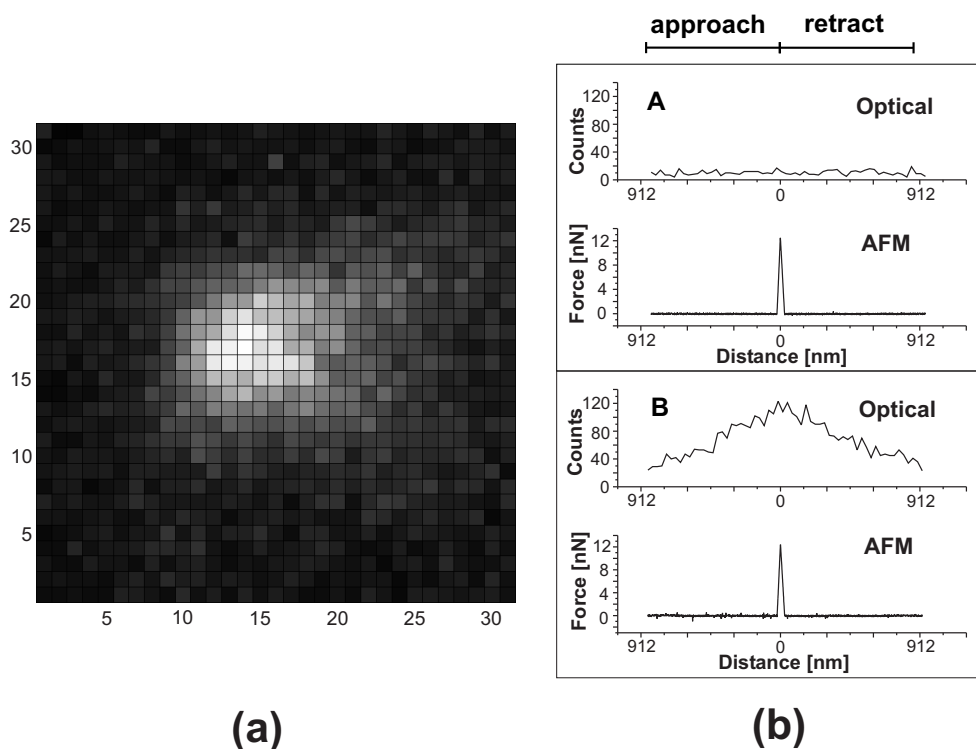 approach retract
A
Optical
Counts
120
80
40
0
912 0 912
AFM
Force [nN]
12
8
4
0
912 0 912
Distance [nm]
B
Optical
Counts
120
80
40
0
912 0 912
AFM
Force [nN]
12
8
4
0
912 0 912
Distance [nm]
30
25
20
15
10
5
5 10 15 20 25 30
(a) (b)